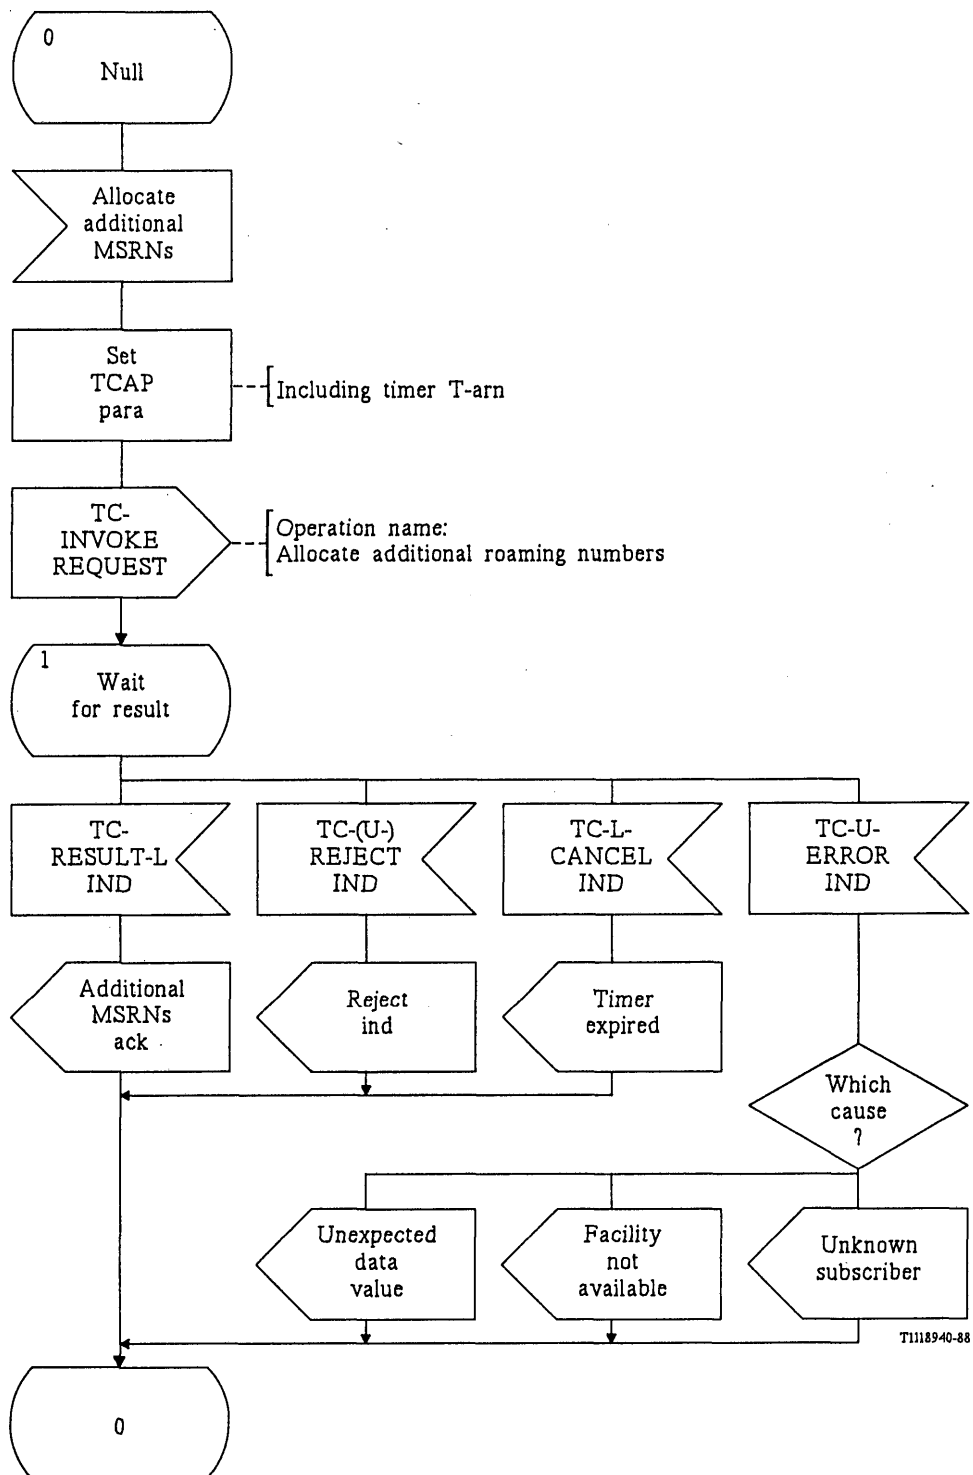 0
Null
Allocate
additional
MSRNs
Set
TCAP
para
Including timer T-arn
TC-
INVOKE
REQUEST
Operation name:
Allocate additional roaming numbers
1
Wait
for result
TC-
RESULT-L
IND
TC-(U-)
REJECT
IND
TC-L-
CANCEL
IND
TC-U-
ERROR
IND
Additional
MSRNs
ack
Reject
ind
Timer
expired
Which
cause
?
Unexpected
data
value
Facility
not
available
Unknown
subscriber
T1118940-88
0